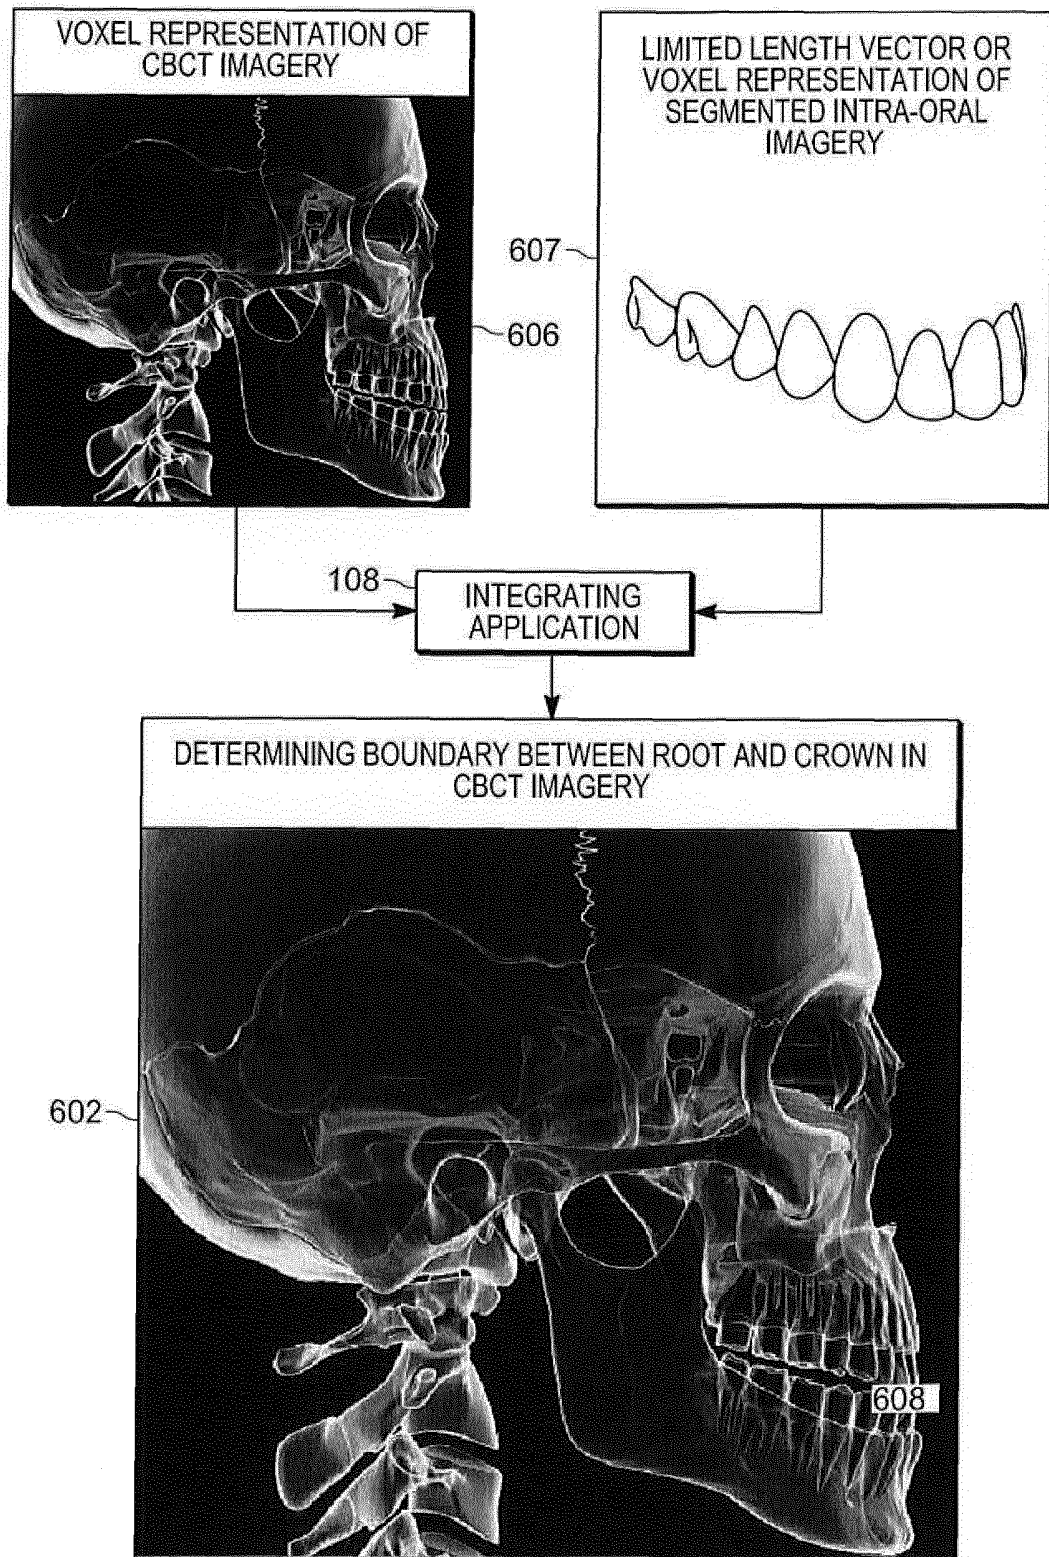 VOXEL REPRESENTATION OF
CBCT IMAGERY
LIMITED LENGTH VECTOR OR
VOXEL REPRESENTATION OF
SEGMENTED INTRA-ORAL
IMAGERY
607
606
108
INTEGRATING
APPLICATION
DETERMINING BOUNDARY BETWEEN ROOT AND CROWN IN
CBCT IMAGERY
602
608